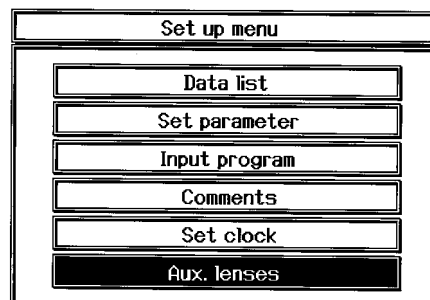 Set up menu
Data list
Set parameter
Input program
Comments
Set clock
Aux. lenses